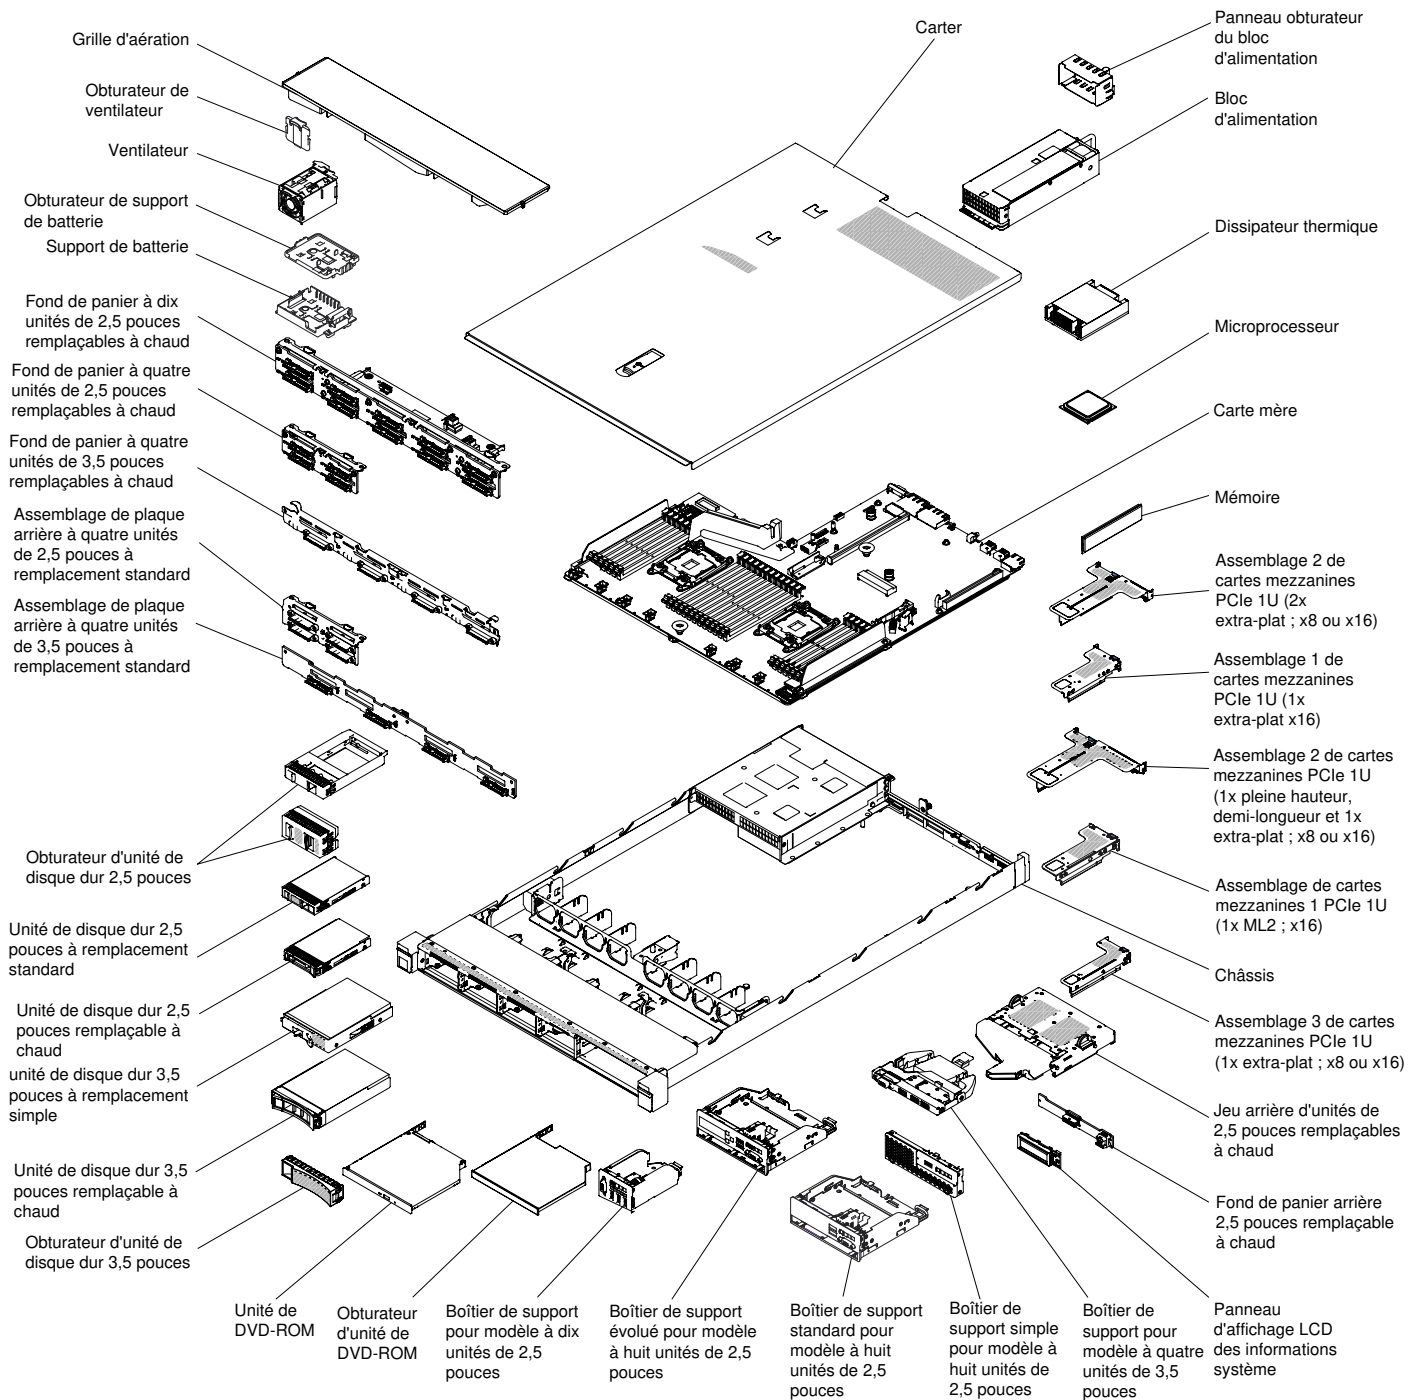 Grille d'aération
Obturateur de
ventilateur
Ventilateur
Obturateur de support
de batterie
Support de batterie
Fond de panier à dix
unités de 2,5 pouces
remplaçables à chaud
Fond de panier à quatre
unités de 2,5 pouces
remplaçables à chaud
Fond de panier à quatre
unités de 3,5 pouces
remplaçables à chaud
Assemblage de plaque
arrière à quatre unités
de 2,5 pouces à
remplacement standard
Assemblage de plaque
arrière à quatre unités
de 3,5 pouces à
remplacement standard
Obturateur d'unité de
disque dur 2,5 pouces
Unité de disque dur 2,5
pouces à remplacement
standard
Unité de disque dur 2,5
pouces remplaçable à
chaud
unité de disque dur 3,5
pouces à remplacement
simple
Unité de disque dur 3,5
pouces remplaçable à
chaud
Obturateur d'unité de
disque dur 3,5 pouces
Unité de
DVD-ROM
Obturateur
d'unité de
DVD-ROM
Boîtier de support
pour modèle à dix
unités de 2,5
pouces
Boîtier de support
évolué pour modèle
à huit unités de 2,5
pouces
Boîtier de support
standard pour
modèle à huit
unités de 2,5
pouces
Boîtier de
support simple
pour modèle à
huit unités de
2,5 pouces
Boîtier de
support pour
modèle à quatre
unités de 3,5
pouces
Panneau
d'affichage LCD
des informations
système
Carter
Panneau obturateur
du bloc
d'alimentation
Bloc
d'alimentation
Dissipateur thermique
Microprocesseur
Carte mère
Mémoire
Assemblage 2 de
cartes mezzanines
PCIe 1U (2x
extra-plat ; x8 ou x16)
Assemblage 1 de
cartes mezzanines
PCIe 1U (1x
extra-plat x16)
Assemblage 2 de cartes
mezzanines PCIe 1U
(1x pleine hauteur,
demi-longueur et 1x
extra-plat ; x8 ou x16)
Assemblage de cartes
mezzanines 1 PCIe 1U
(1x ML2 ; x16)
Châssis
Assemblage 3 de cartes
mezzanines PCIe 1U
(1x extra-plat ; x8 ou x16)
Jeu arrière d'unités de
2,5 pouces remplaçables
à chaud
Fond de panier arrière
2,5 pouces remplaçable
à chaud